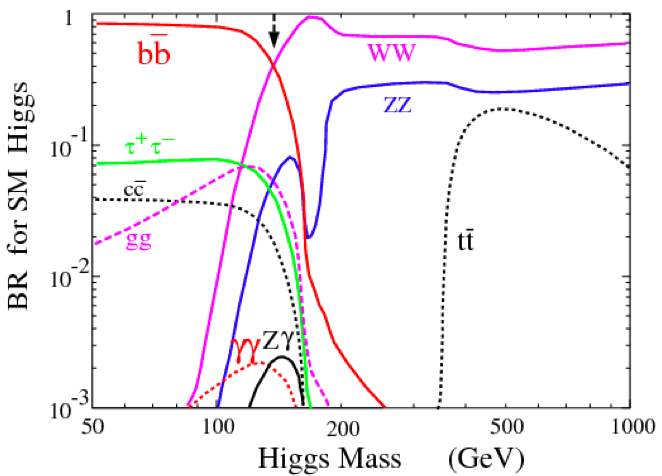 BR for SM Higgs
1
10⁻¹
10⁻²
10⁻³
bb̄
WW
ZZ
τ⁺τ⁻
cc̄
gg
tt̄
γγ
Zγ
50
100
200
500
1000
Higgs Mass (GeV)